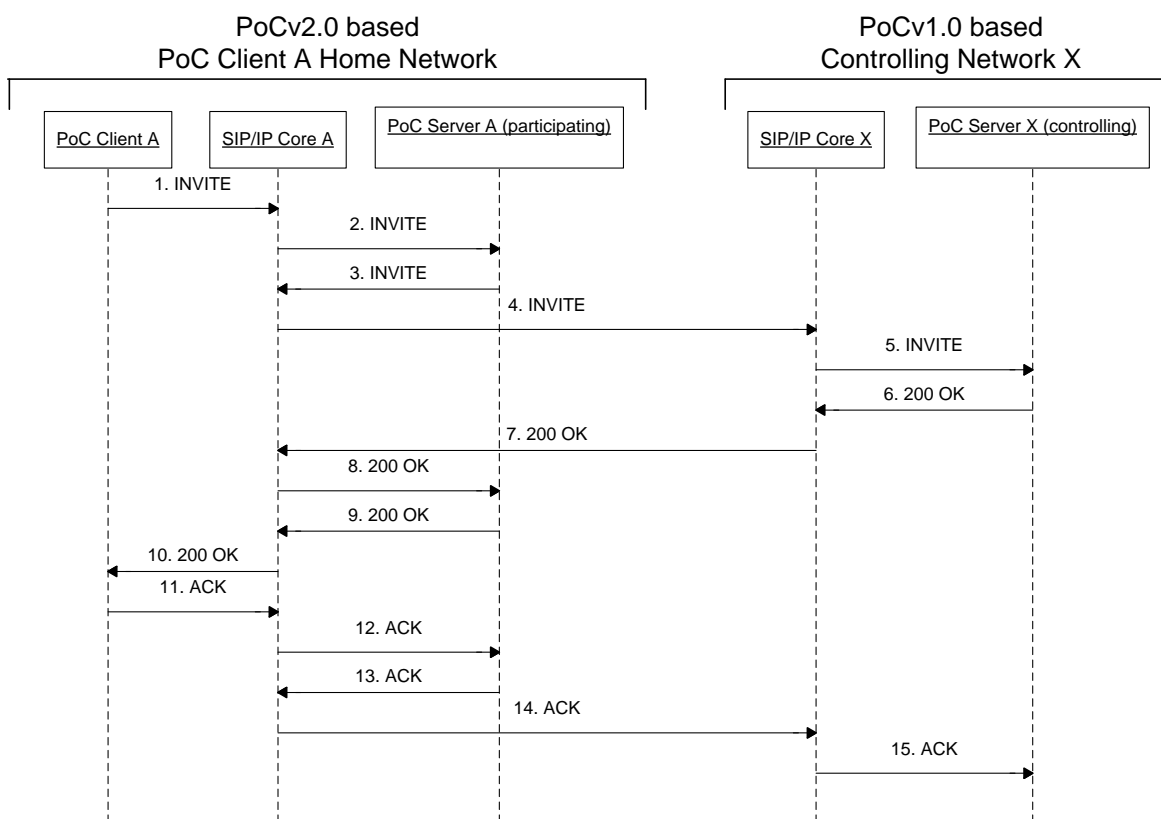 PoCv2.0 based
PoC Client A Home Network
PoCv1.0 based
Controlling Network X
PoC Client A
SIP/IP Core A
PoC Server A (participating)
SIP/IP Core X
PoC Server X (controlling)
1. INVITE
2. INVITE
3. INVITE
4. INVITE
5. INVITE
6. 200 OK
7. 200 OK
8. 200 OK
9. 200 OK
10. 200 OK
11. ACK
12. ACK
13. ACK
14. ACK
15. ACK